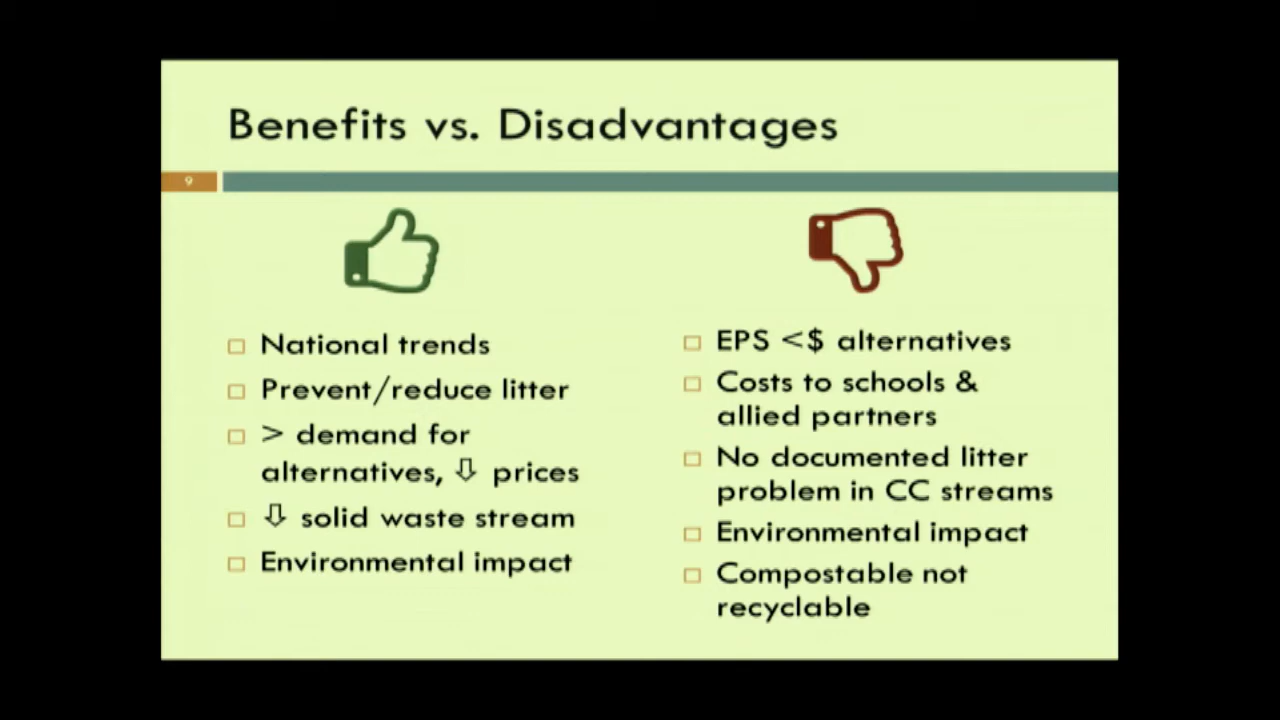 Benefits vs. Disadvantages
9
National trends
Prevent/reduce litter
> demand for
alternatives, ⇩ prices
⇩ solid waste stream
Environmental impact
EPS <$ alternatives
Costs to schools &
allied partners
No documented litter
problem in CC streams
Environmental impact
Compostable not
recyclable